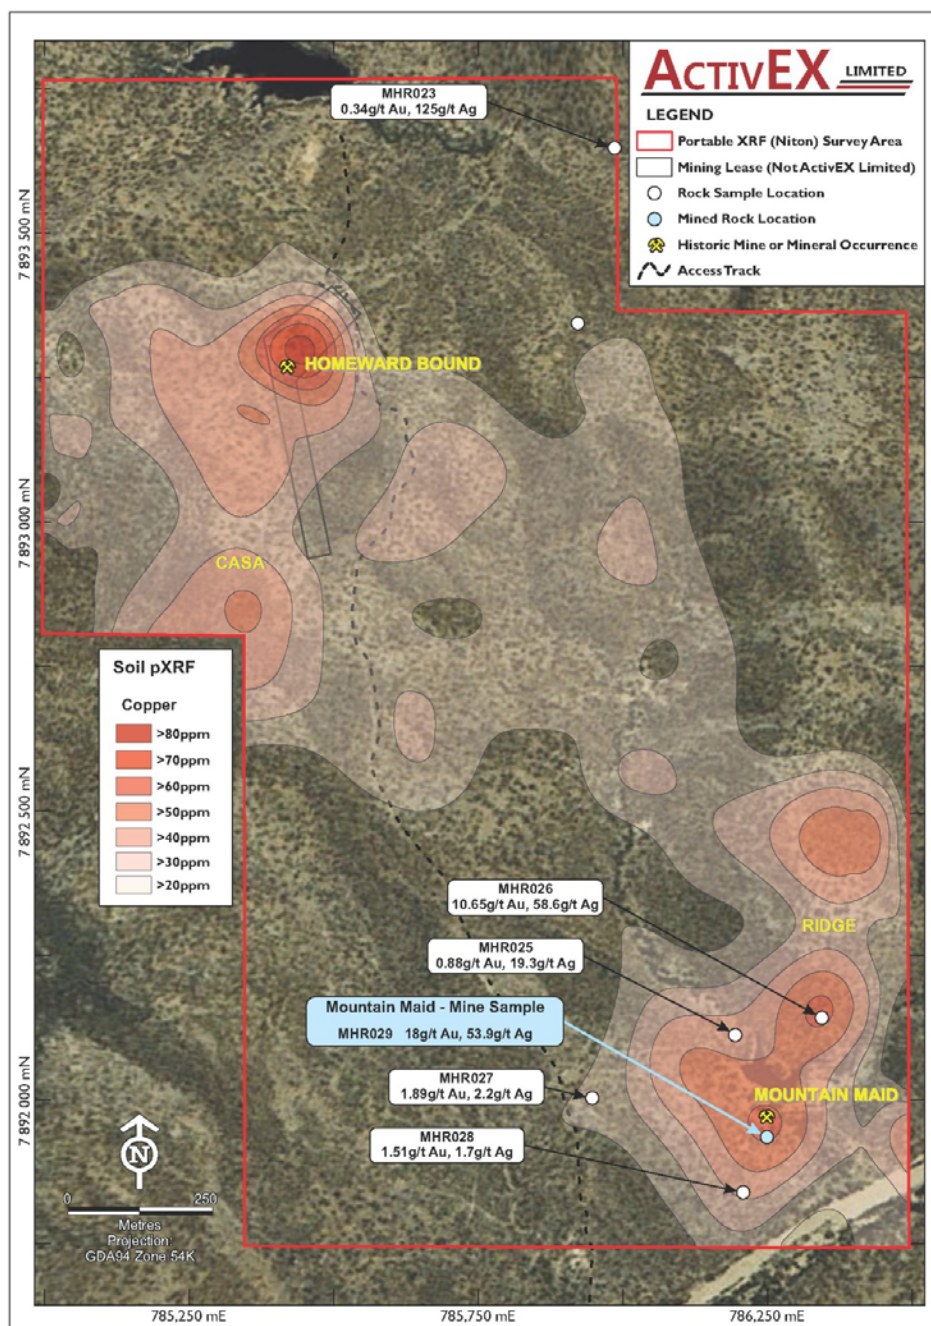 ACTIVEX LIMITED
LEGEND
Portable XRF (Niton) Survey Area
Mining Lease (Not ActivEX Limited)
Rock Sample Location
Mined Rock Location
Historic Mine or Mineral Occurrence
Access Track
MHR023
0.34g/t Au, 125g/t Ag
7 893 500 mN
HOMEWARD BOUND
7 893 000 mN
CASA
Soil pXRF
Copper
>80ppm
>70ppm
>60ppm
>50ppm
>40ppm
>30ppm
>20ppm
7 892 500 mN
MHR026
10.65g/t Au, 58.6g/t Ag
RIDGE
MHR025
0.88g/t Au, 19.3g/t Ag
Mountain Maid - Mine Sample
MHR029 18g/t Au, 53.9g/t Ag
MHR027
1.89g/t Au, 2.2g/t Ag
MOUNTAIN MAID
7 892 000 mN
MHR028
1.51g/t Au, 1.7g/t Ag
N
0 250
Metres
Projection:
GDA94 Zone 54K
785,250 mE 785,750 mE 786,250 mE